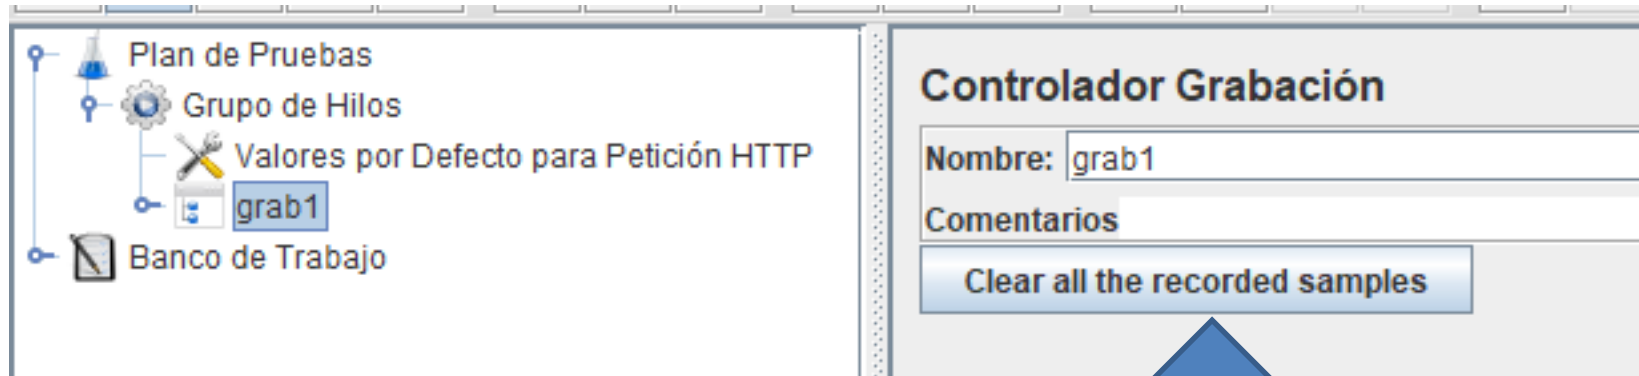 Plan de Pruebas
Grupo de Hilos
Valores por Defecto para Petición HTTP
grab1
Banco de Trabajo
Controlador Grabación
Nombre: grab1
Comentarios
Clear all the recorded samples